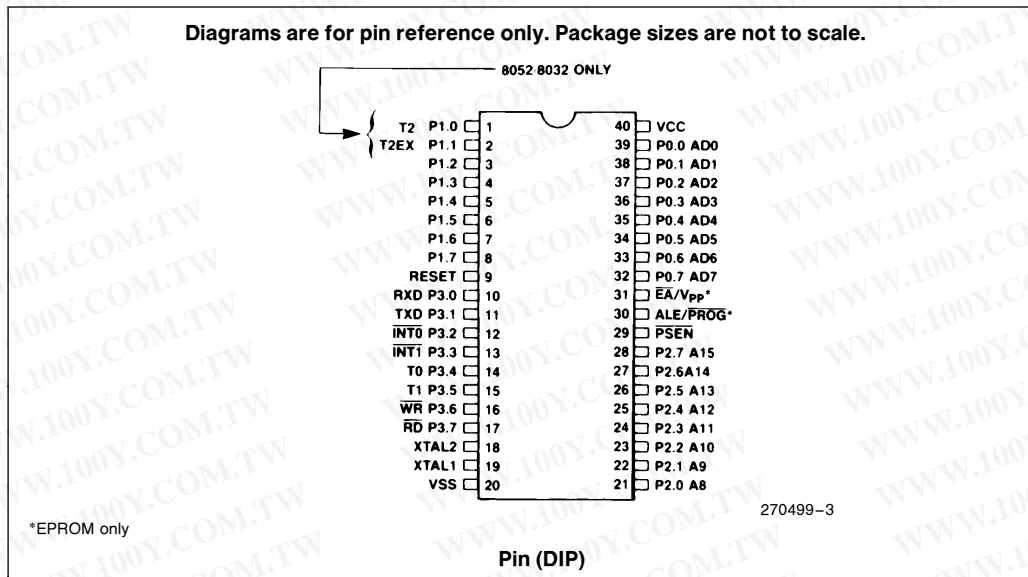 Diagrams are for pin reference only. Package sizes are not to scale.
8052 8032 ONLY
T2 P1.0 1
T2EX P1.1 2
P1.2 3
P1.3 4
P1.4 5
P1.5 6
P1.6 7
P1.7 8
RESET 9
RXD P3.0 10
TXD P3.1 11
INT0 P3.2 12
INT1 P3.3 13
T0 P3.4 14
T1 P3.5 15
WR P3.6 16
RD P3.7 17
XTAL2 18
XTAL1 19
VSS 20
40 VCC
39 P0.0 AD0
38 P0.1 AD1
37 P0.2 AD2
36 P0.3 AD3
35 P0.4 AD4
34 P0.5 AD5
33 P0.6 AD6
32 P0.7 AD7
31 EA/VPP*
30 ALE/PROG*
29 PSEN
28 P2.7 A15
27 P2.6A14
26 P2.5 A13
25 P2.4 A12
24 P2.3 A11
23 P2.2 A10
22 P2.1 A9
21 P2.0 A8
270499–3
*EPROM only
Pin (DIP)
WWW.100Y.COM.TW